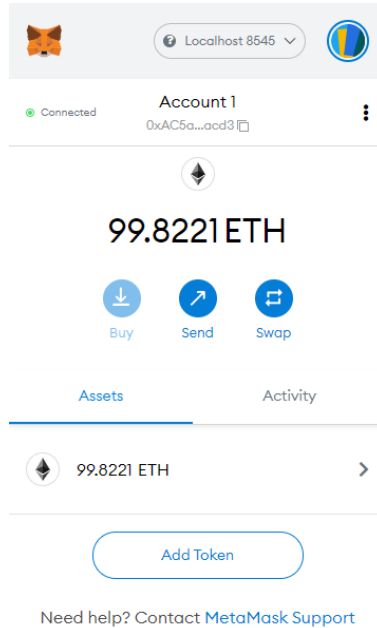 Localhost 8545
Connected
Account 1
0xAC5a...acd3
99.8221 ETH
Buy
Send
Swap
Assets
Activity
99.8221 ETH
Add Token
Need help? Contact MetaMask Support